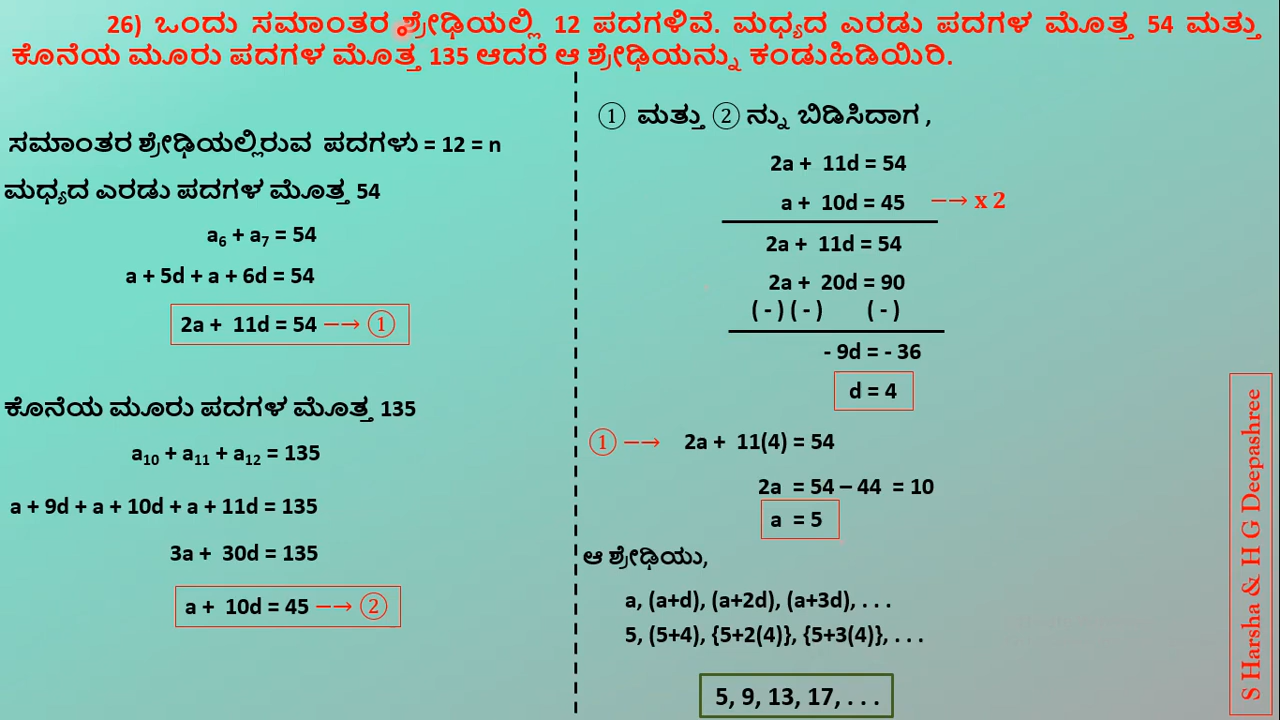 26) ಒಂದು ಸಮಾಂತರ ಶ್ರೇಢಿಯಲ್ಲಿ 12 ಪದಗಳಿವೆ. ಮಧ್ಯದ ಎರಡು ಪದಗಳ ಮೊತ್ತ 54 ಮತ್ತು
ಕೊನೆಯ ಮೂರು ಪದಗಳ ಮೊತ್ತ 135 ಆದರೆ ಆ ಶ್ರೇಢಿಯನ್ನು ಕಂಡುಹಿಡಿಯಿರಿ.
ಸಮಾಂತರ ಶ್ರೇಢಿಯಲ್ಲಿರುವ ಪದಗಳು = 12 = n
ಮಧ್ಯದ ಎರಡು ಪದಗಳ ಮೊತ್ತ 54
a₆ + a₇ = 54
a + 5d + a + 6d = 54
2a + 11d = 54 –→ ①
ಕೊನೆಯ ಮೂರು ಪದಗಳ ಮೊತ್ತ 135
a₁₀ + a₁₁ + a₁₂ = 135
a + 9d + a + 10d + a + 11d = 135
3a + 30d = 135
a + 10d = 45 –→ ②
① ಮತ್ತು ② ನ್ನು ಬಿಡಿಸಿದಾಗ ,
2a + 11d = 54
a + 10d = 45 –→ x 2
2a + 11d = 54
2a + 20d = 90
( - ) ( - ) ( - )
- 9d = - 36
d = 4
① –→ 2a + 11(4) = 54
2a = 54 – 44 = 10
a = 5
ಆ ಶ್ರೇಢಿಯು,
a, (a+d), (a+2d), (a+3d), . . .
5, (5+4), {5+2(4)}, {5+3(4)}, . . .
5, 9, 13, 17, . . .
S Harsha & H G Deepashree